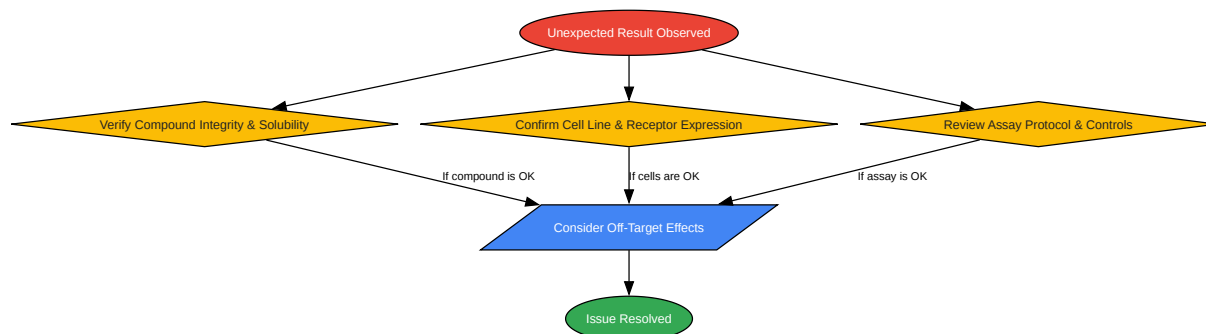 Unexpected Result Observed
Verify Compound Integrity & Solubility
Confirm Cell Line & Receptor Expression
Review Assay Protocol & Controls
If compound is OK
If cells are OK
If assay is OK
Consider Off-Target Effects
Issue Resolved